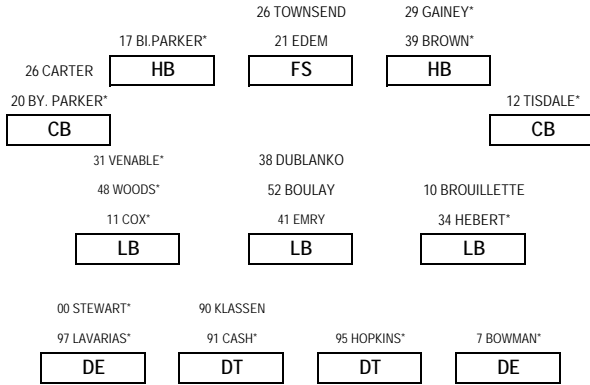 26 TOWNSEND 29 GAINEY*
17 BI.PARKER* 21 EDEM 39 BROWN*
26 CARTER HB FS HB
20 BY. PARKER* 12 TISDALE*
CB CB
31 VENABLE* 38 DUBLANKO
48 WOODS* 52 BOULAY 10 BROUILLETTE
11 COX* 41 EMRY 34 HEBERT*
LB LB LB
00 STEWART* 90 KLASSEN
97 LAVARIAS* 91 CASH* 95 HOPKINS* 7 BOWMAN*
DE DT DT DE